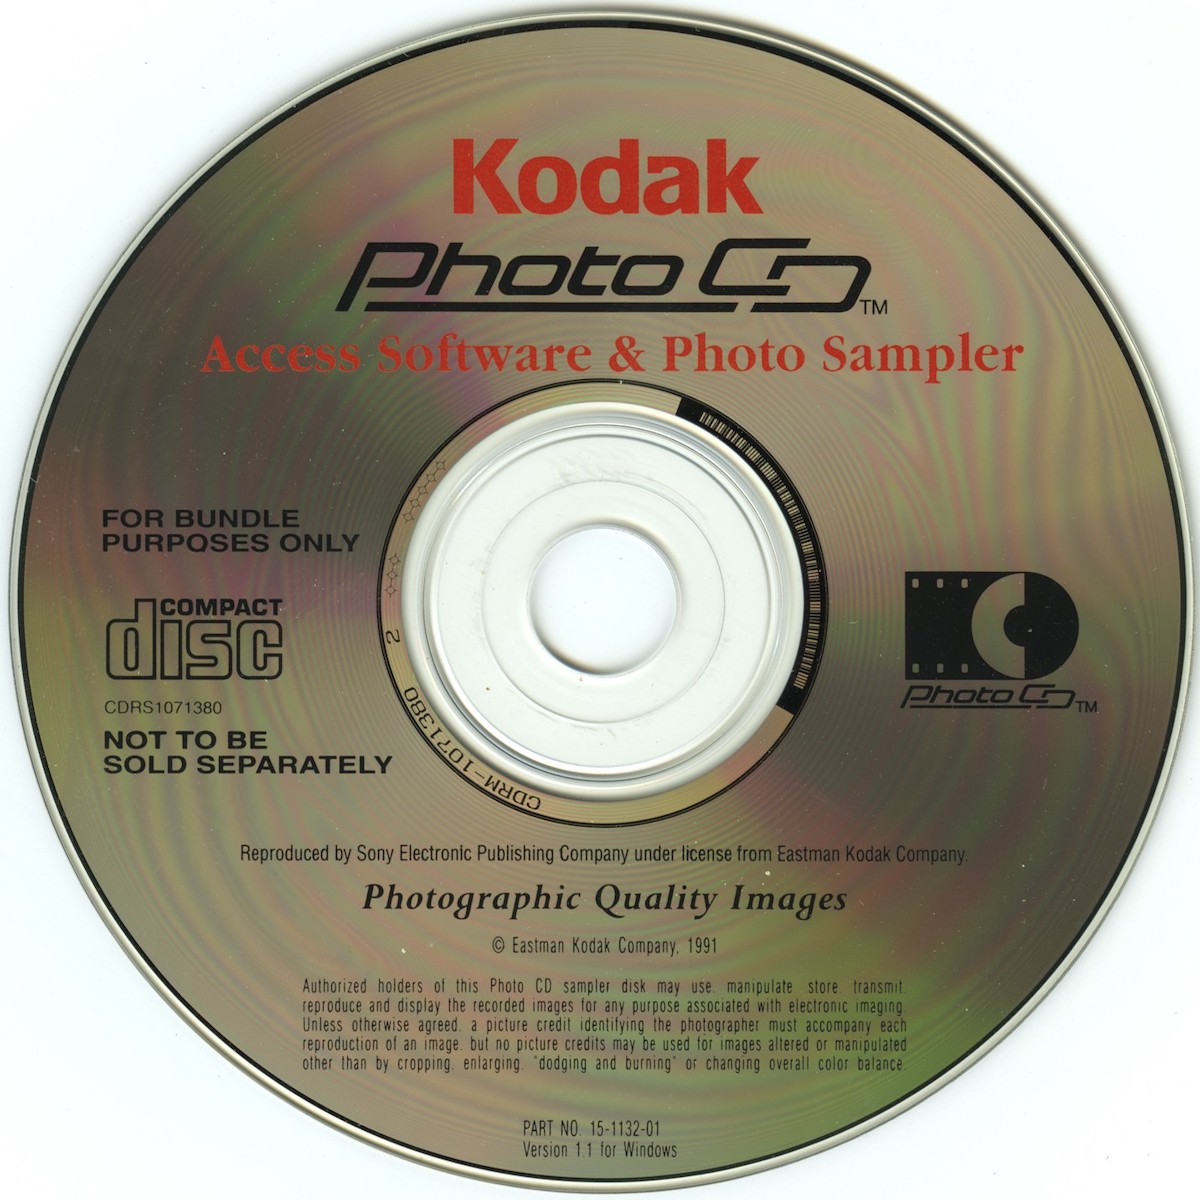 Kodak
Photo CD™
Access Software & Photo Sampler
FOR BUNDLE
PURPOSES ONLY
COMPACT
disc
CDRS1071380
NOT TO BE
SOLD SEPARATELY
2
CDRM-1071380
Photo CD™
Reproduced by Sony Electronic Publishing Company under license from Eastman Kodak Company.
Photographic Quality Images
© Eastman Kodak Company, 1991
Authorized holders of this Photo CD sampler disk may use, manipulate store, transmit,
reproduce and display the recorded images for any purpose associated with electronic imaging.
Unless otherwise agreed, a picture credit identifying the photographer must accompany each
reproduction of an image, but no picture credits may be used for images altered or manipulated
other than by cropping, enlarging, "dodging and burning" or changing overall color balance.
PART NO. 15-1132-01
Version 1.1 for Windows